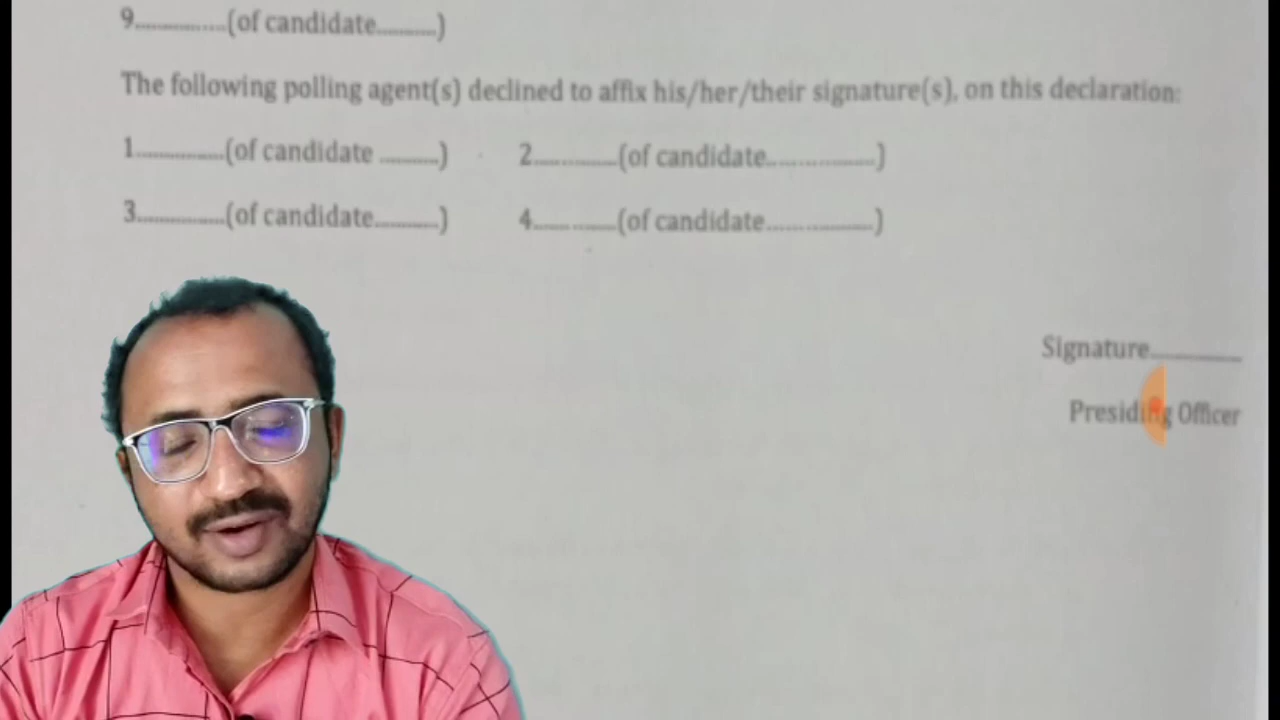 9...............(of candidate..........)
The following polling agent(s) declined to affix his/her/their signature(s), on this declaration:
1...............(of candidate ..........) 2..............(of candidate...................)
3...............(of candidate...........) 4..............(of candidate...................)
Signature...............
Presiding Officer